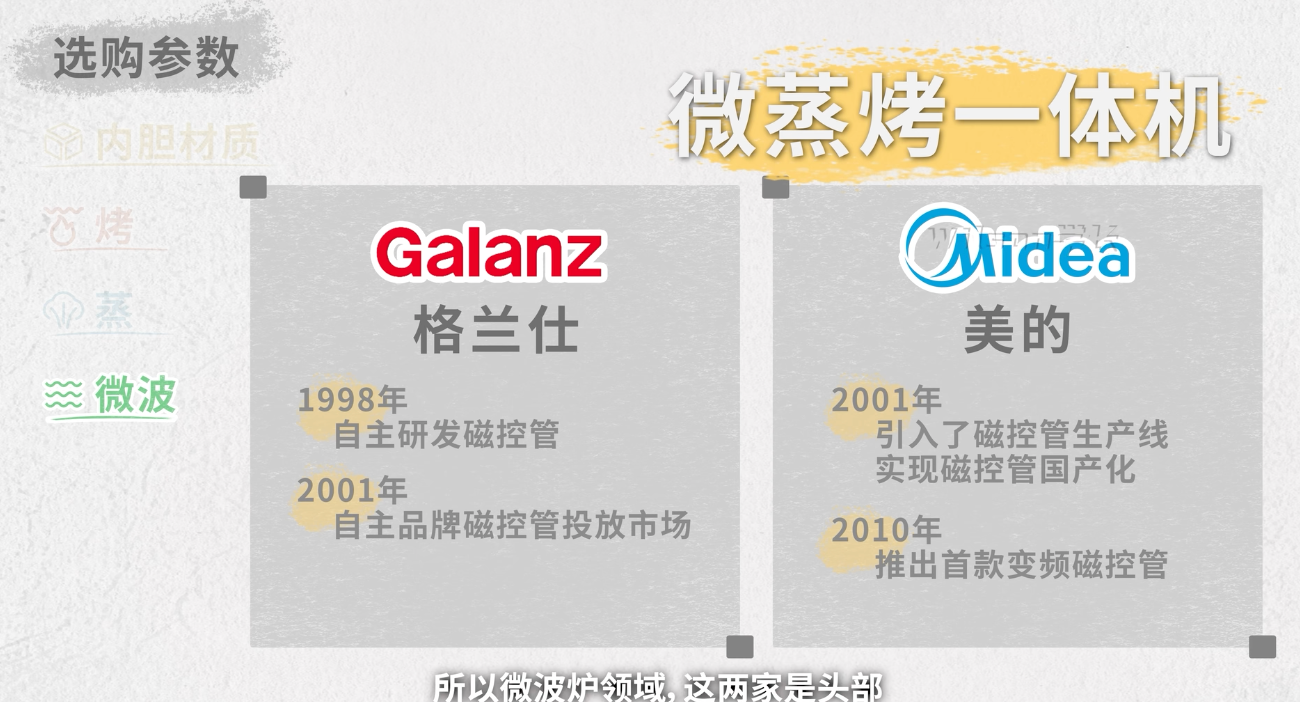 选购参数
微蒸烤一体机
内胆材质
烤
蒸
微波
Galanz
格兰仕
1998年
自主研发磁控管
2001年
自主品牌磁控管投放市场
Midea
美的
2001年
引入了磁控管生产线
实现磁控管国产化
2010年
推出首款变频磁控管
所以微波炉领域,这两家是头部